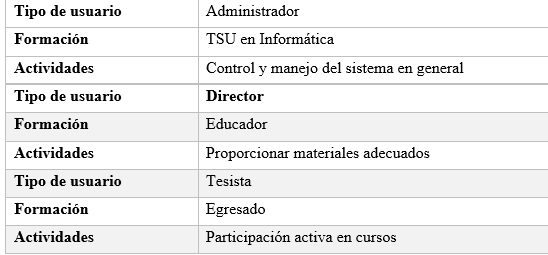 Tipo de usuario Administrador
Formación TSU en Informática
Actividades Control y manejo del sistema en general
Tipo de usuario Director
Formación Educador
Actividades Proporcionar materiales adecuados
Tipo de usuario Tesista
Formación Egresado
Actividades Participación activa en cursos